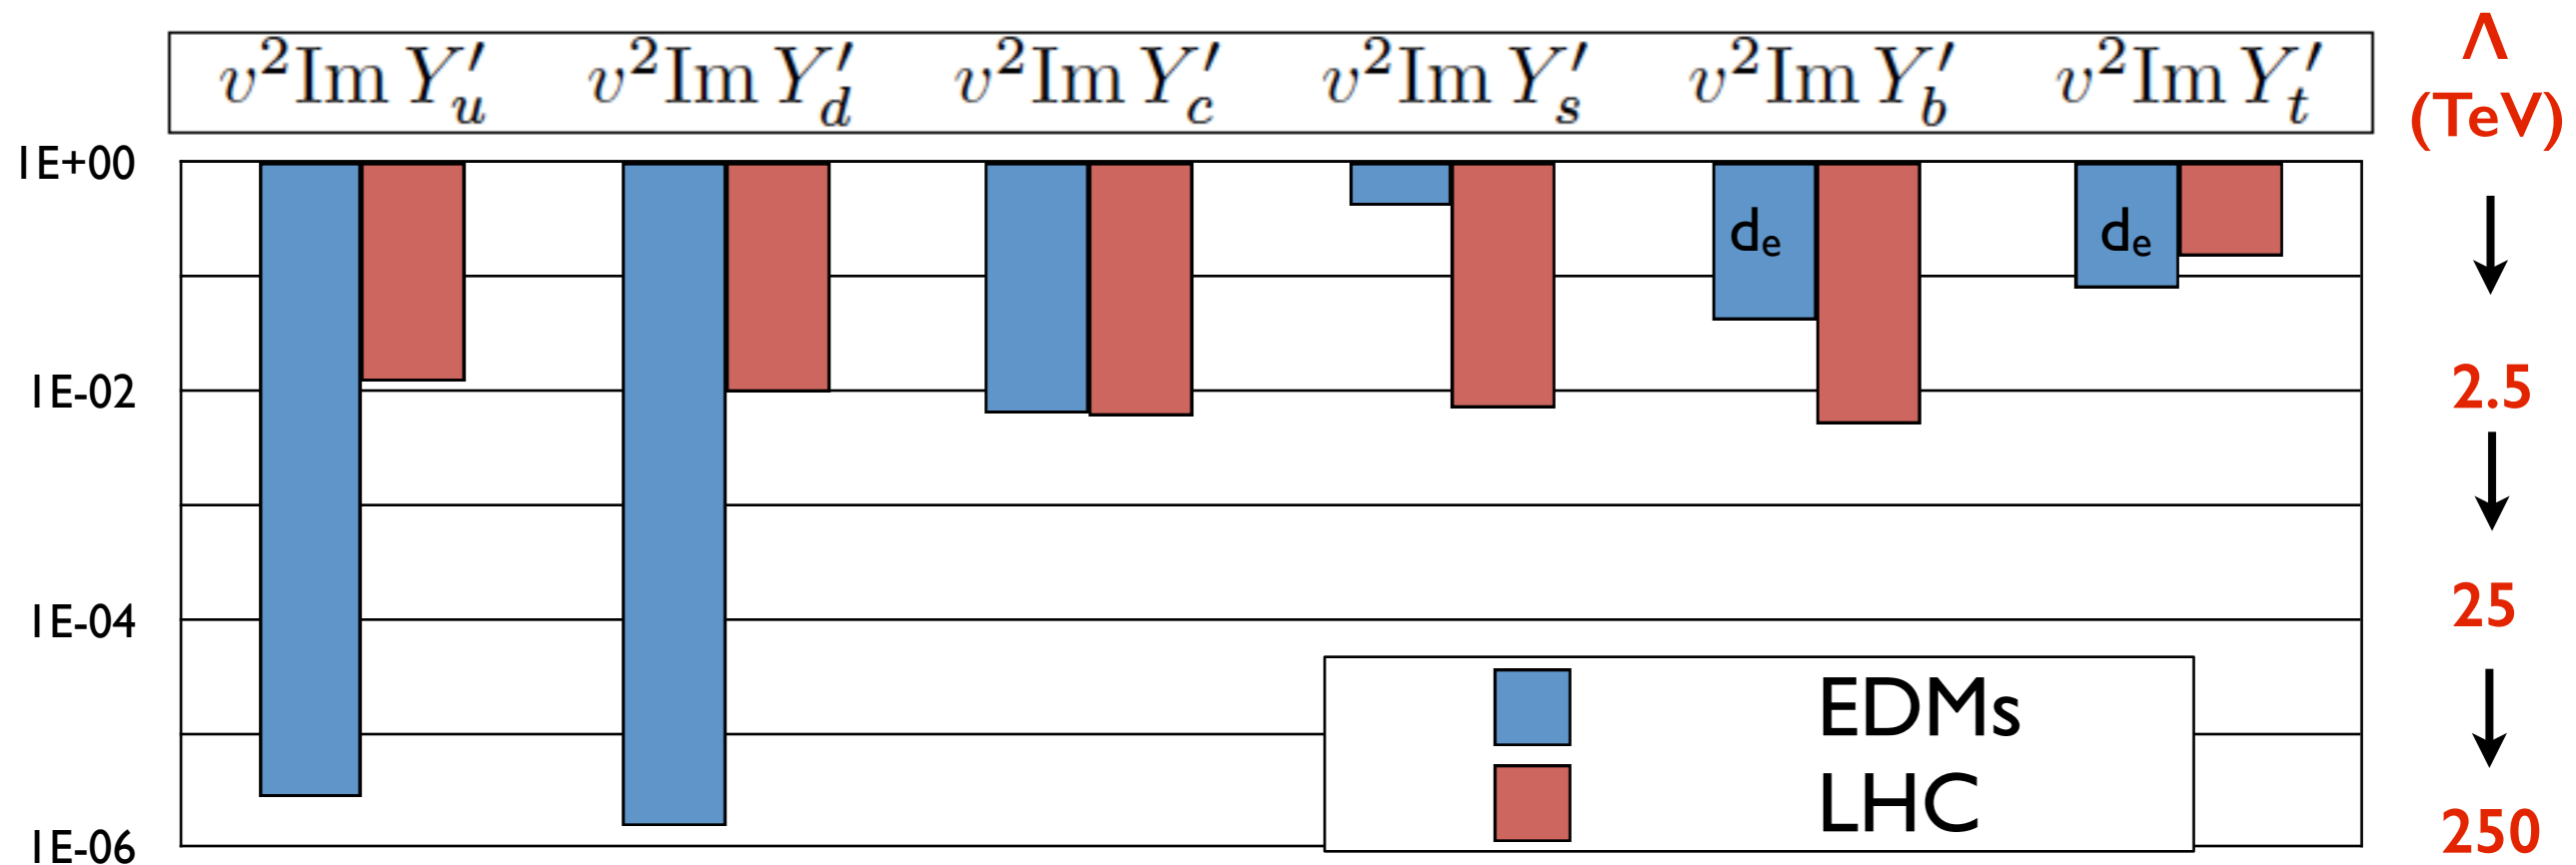 v²Im Y′u v²Im Y′d v²Im Y′c v²Im Y′s v²Im Y′b v²Im Y′t
Λ
(TeV)
1E+00
de de
1E-02
2.5
1E-04
25
EDMs
LHC
1E-06
250